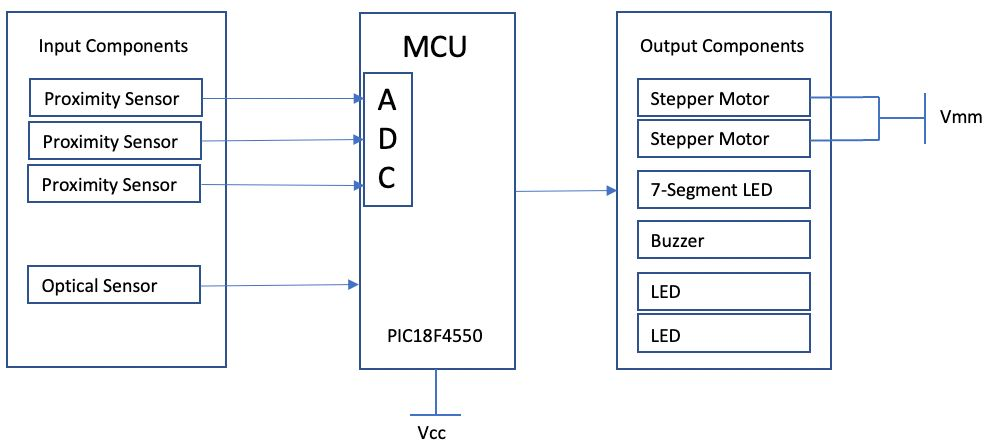 Input Components
Proximity Sensor
Proximity Sensor
Proximity Sensor
Optical Sensor
MCU
A
D
C
PIC18F4550
Vcc
Output Components
Stepper Motor
Stepper Motor
7-Segment LED
Buzzer
LED
LED
Vmm